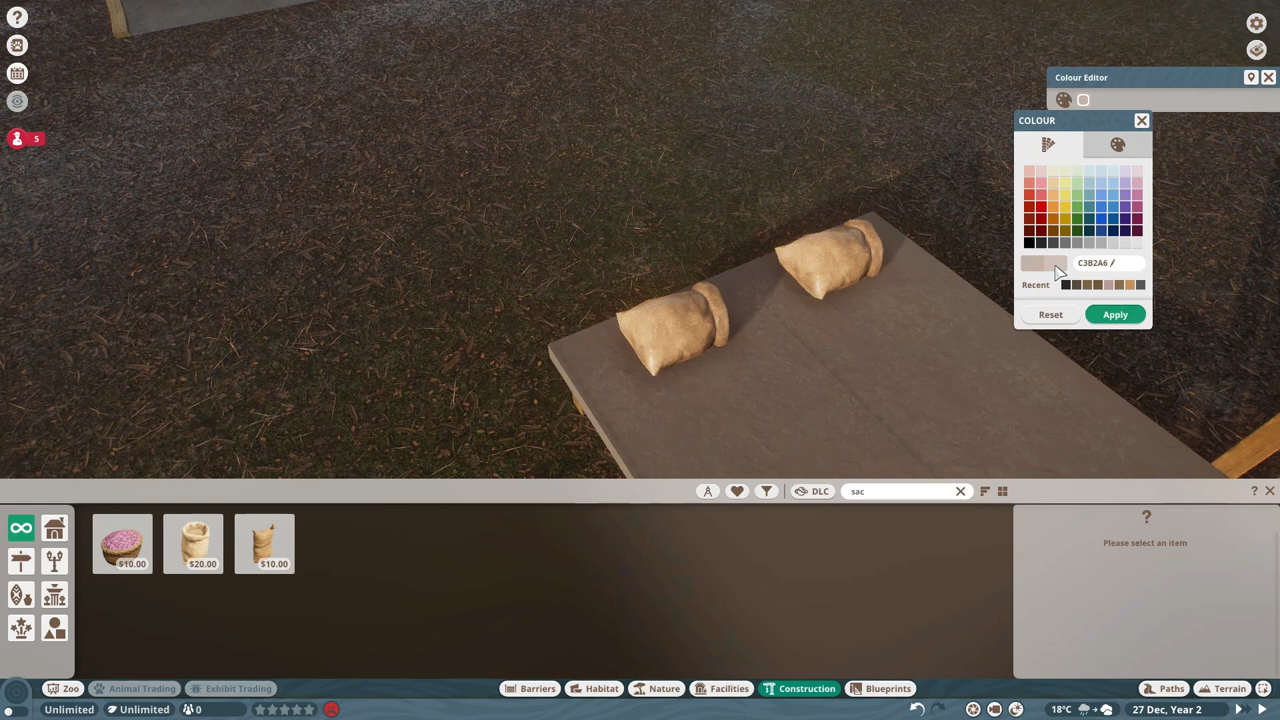 5
Colour Editor
COLOUR
C3B2A6
Recent
Reset
Apply
DLC
sac
?
$10.00
$20.00
$10.00
?
Please select an item
Zoo
Animal Trading
Exhibit Trading
Barriers
Habitat
Nature
Facilities
Construction
Blueprints
Paths
Terrain
Unlimited
Unlimited
0
18°C
27 Dec, Year 2